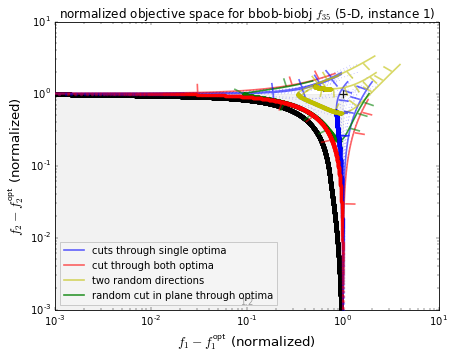 normalized objective space for bbob-biobj f₃₅ (5-D, instance 1)
10¹
10⁰
10⁻¹
10⁻²
10⁻³
f₂ − f₂ᵒᵖᵗ (normalized)
cuts through single optima
cut through both optima
two random directions
random cut in plane through optima
10⁻³
10⁻²
10⁻¹
10⁰
10¹
f₁ − f₁ᵒᵖᵗ (normalized)